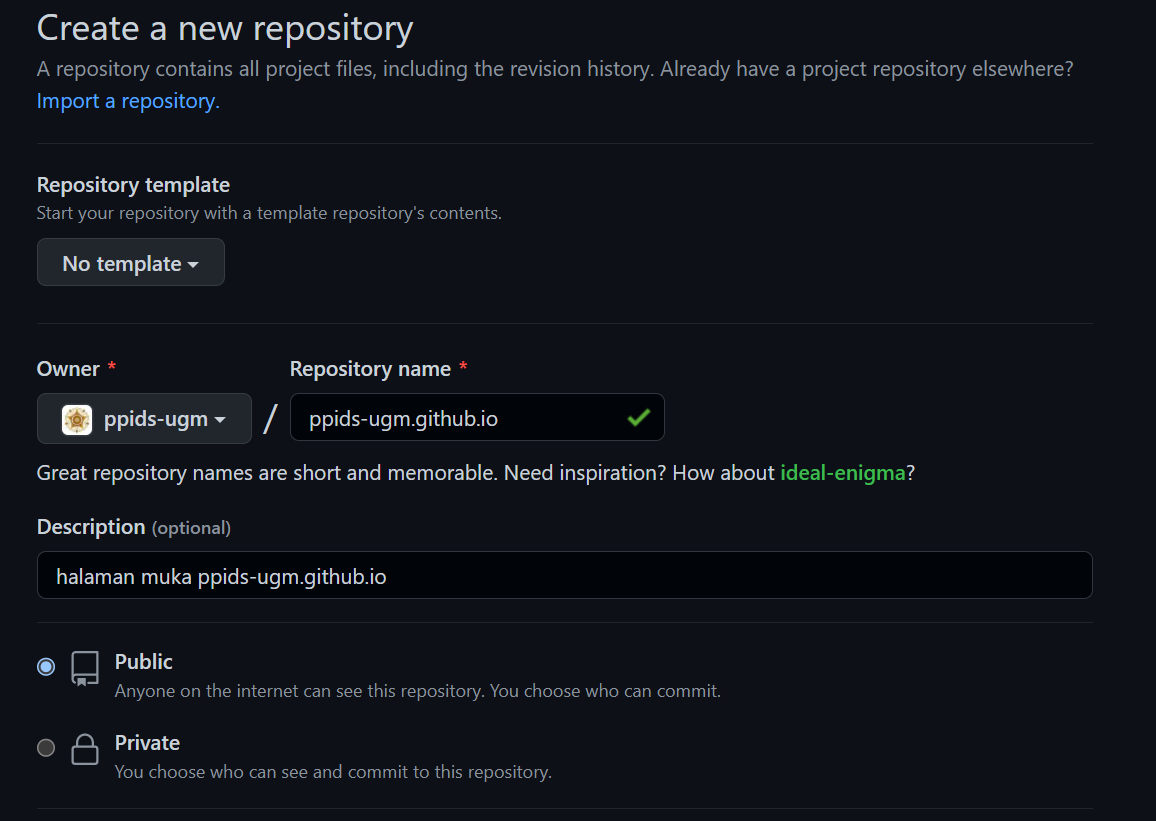 Create a new repository
A repository contains all project files, including the revision history. Already have a project repository elsewhere?
Import a repository.
Repository template
Start your repository with a template repository's contents.
No template
Owner *
Repository name *
ppids-ugm
/
ppids-ugm.github.io
Great repository names are short and memorable. Need inspiration? How about ideal-enigma?
Description (optional)
halaman muka ppids-ugm.github.io
Public
Anyone on the internet can see this repository. You choose who can commit.
Private
You choose who can see and commit to this repository.